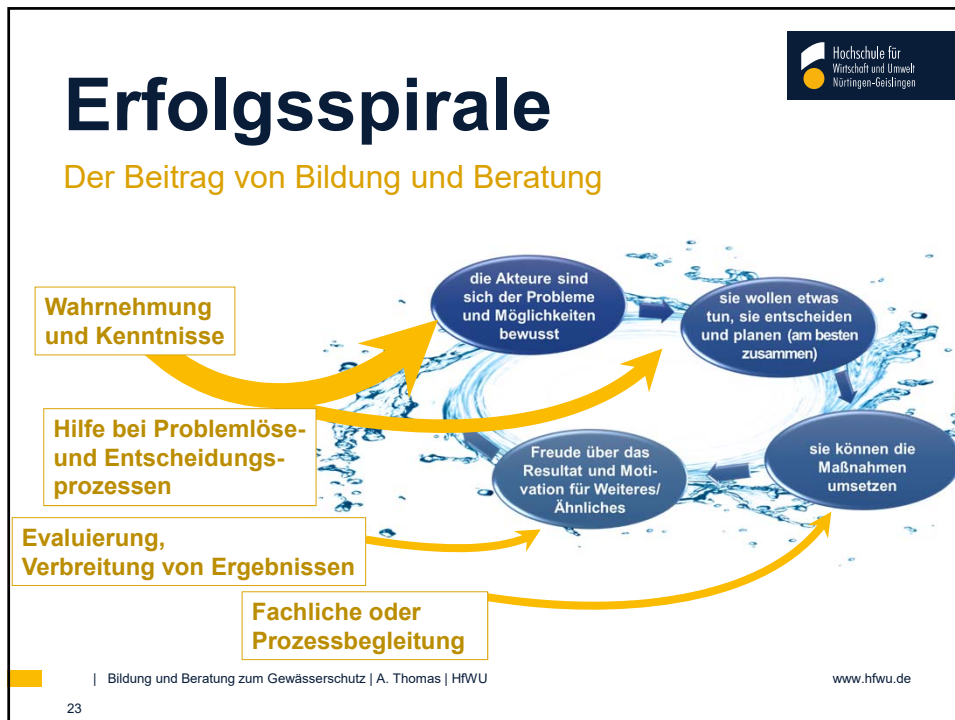 Hochschule für
Wirtschaft und Umwelt
Nürtingen-Geislingen
Erfolgsspirale
Der Beitrag von Bildung und Beratung
die Akteure sind
sich der Probleme
und Möglichkeiten
bewusst
sie wollen etwas
tun, sie entscheiden
und planen (am besten
zusammen)
Wahrnehmung
und Kenntnisse
Hilfe bei Problemlöse-
und Entscheidungs-
prozessen
Freude über das
Resultat und Moti-
vation für Weiteres/
Ähnliches
sie können die
Maßnahmen
umsetzen
Evaluierung,
Verbreitung von Ergebnissen
Fachliche oder
Prozessbegleitung
| Bildung und Beratung zum Gewässerschutz | A. Thomas | HfWU
www.hfwu.de
23